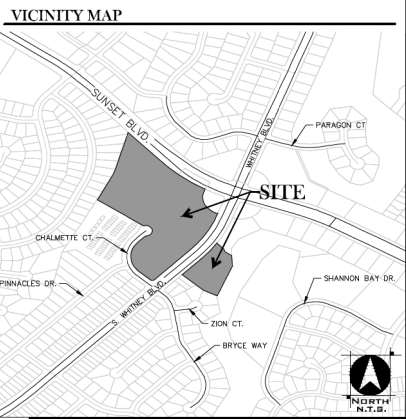 VICINITY MAP
SUNSET BLVD.
WHITNEY BLVD.
PARAGON CT
SITE
CHALMETTE CT.
PINNACLES DR.
S. WHITNEY BLVD.
SHANNON BAY DR.
ZION CT.
BRYCE WAY
NORTH
N.T.S.